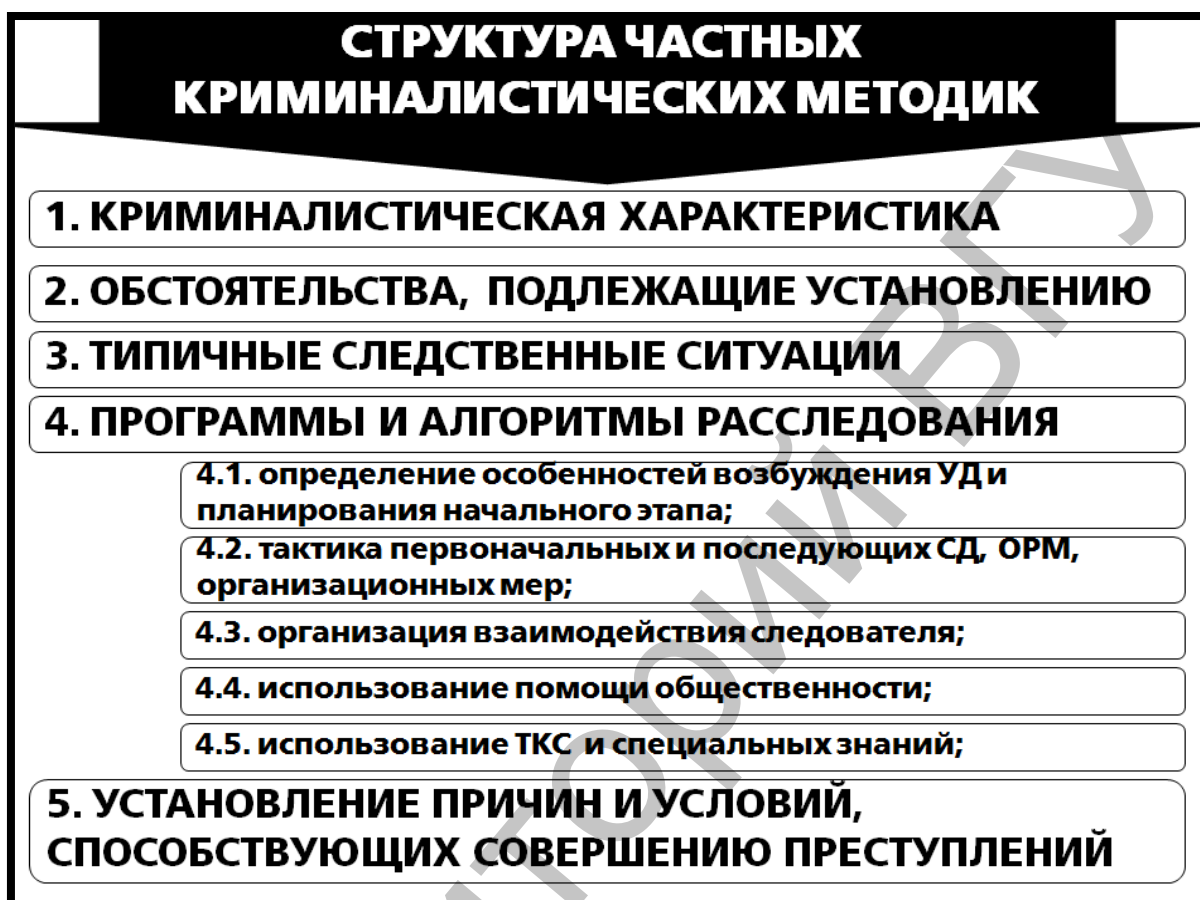 СТРУКТУРА ЧАСТНЫХ
КРИМИНАЛИСТИЧЕСКИХ МЕТОДИК
1. КРИМИНАЛИСТИЧЕСКАЯ ХАРАКТЕРИСТИКА
2. ОБСТОЯТЕЛЬСТВА, ПОДЛЕЖАЩИЕ УСТАНОВЛЕНИЮ
3. ТИПИЧНЫЕ СЛЕДСТВЕННЫЕ СИТУАЦИИ
4. ПРОГРАММЫ И АЛГОРИТМЫ РАССЛЕДОВАНИЯ
4.1. определение особенностей возбуждения УД и
планирования начального этапа;
4.2. тактика первоначальных и последующих СД, ОРМ,
организационных мер;
4.3. организация взаимодействия следователя;
4.4. использование помощи общественности;
4.5. использование ТКС и специальных знаний;
5. УСТАНОВЛЕНИЕ ПРИЧИН И УСЛОВИЙ,
СПОСОБСТВУЮЩИХ СОВЕРШЕНИЮ ПРЕСТУПЛЕНИЙ
иторий ВГУ